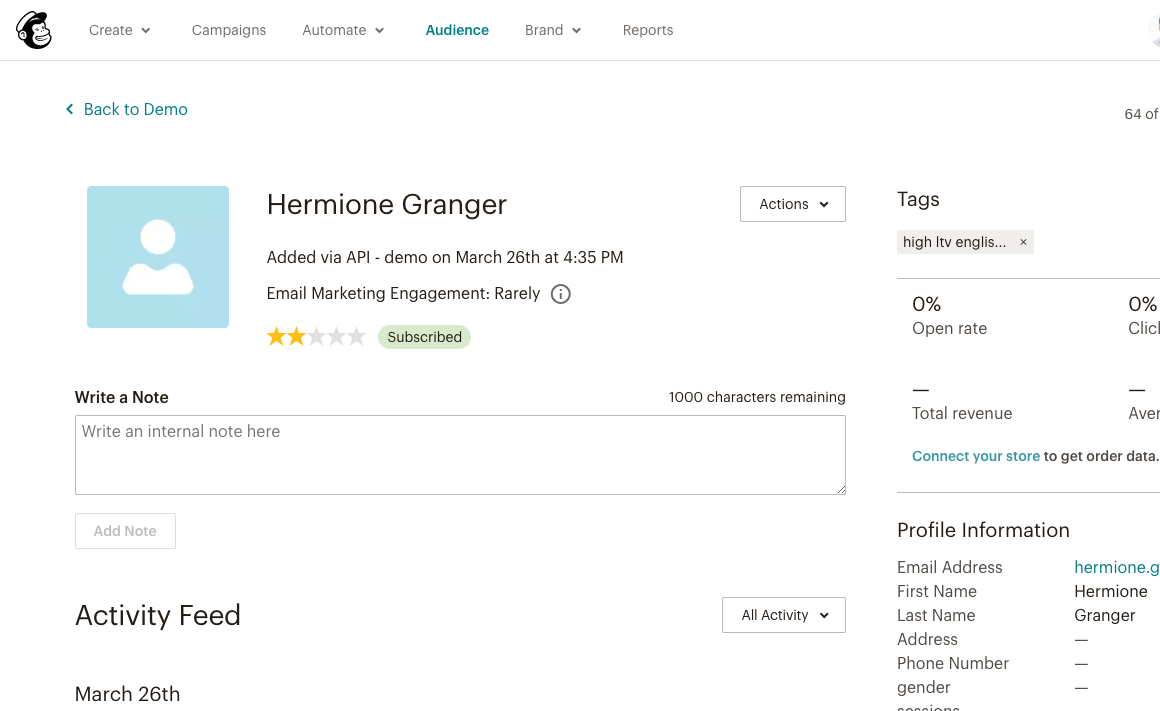 Create Campaigns Automate Audience Brand Reports
Back to Demo
64 of
Hermione Granger
Actions
Added via API - demo on March 26th at 4:35 PM
Email Marketing Engagement: Rarely
Subscribed
Write a Note
1000 characters remaining
Write an internal note here
Add Note
Activity Feed
All Activity
March 26th
Tags
high ltv englis... ×
0% 0%
Open rate
— —
Total revenue
Connect your store to get order data.
Profile Information
Email Address hermione.g
First Name Hermione
Last Name Granger
Address —
Phone Number —
gender —